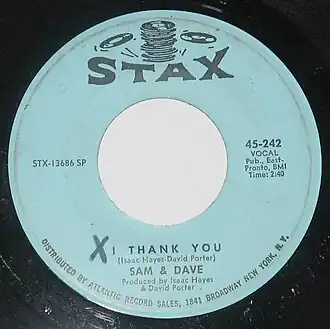 STAX
STX-13686 SP
45-242
VOCAL
Pub., East-
Pronto, BMI
Time: 2:40
X I THANK YOU
(Isaac Hayes-David Porter)
SAM & DAVE
Produced by Isaac Hayes
& David Porter
DISTRIBUTED BY ATLANTIC RECORD SALES, 1841 BROADWAY NEW YORK, N.Y.